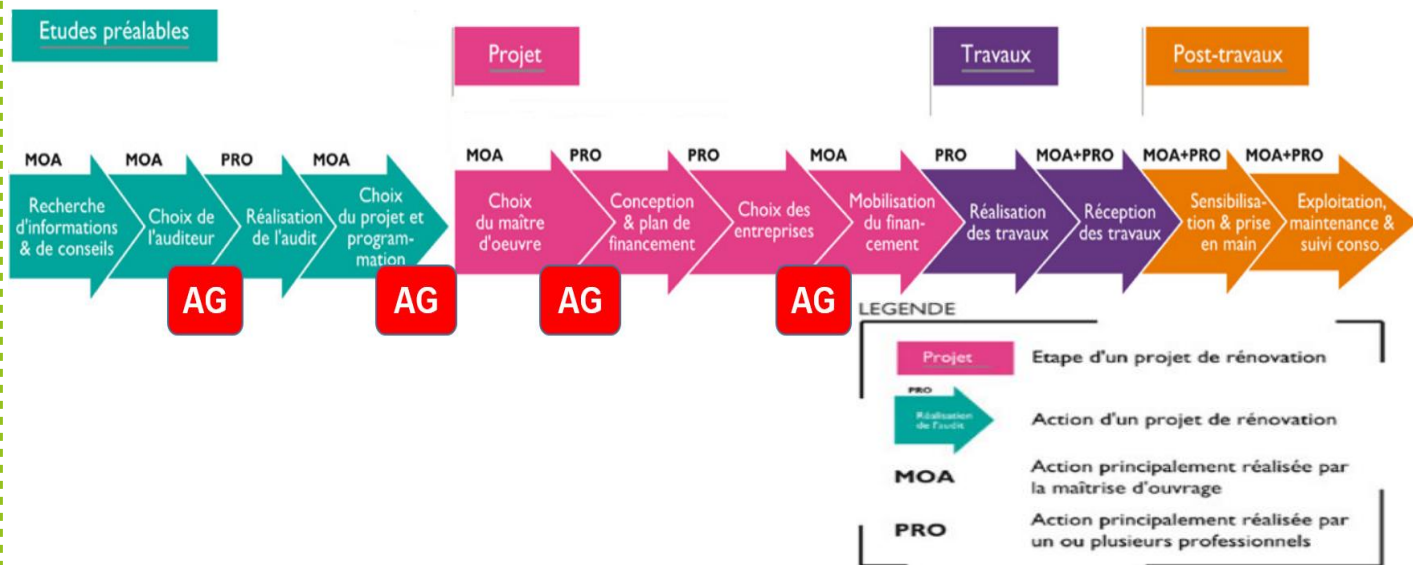 Etudes préalables
Projet
Travaux
Post-travaux
MOA
Recherche
d'informations
& de conseils
MOA
Choix de
l'auditeur
PRO
Réalisation
de l'audit
MOA
Choix
du projet et
program-
mation
MOA
Choix
du maître
d'oeuvre
PRO
Conception
& plan de
financement
PRO
Choix des
entreprises
MOA
Mobilisation
du finan-
cement
PRO
Réalisation
des travaux
MOA+PRO
Réception
des travaux
MOA+PRO
Sensibilisa-
tion & prise
en main
MOA+PRO
Exploitation,
maintenance &
suivi conso.
AG
AG
AG
AG
LEGENDE
Projet
Etape d'un projet de rénovation
PRO
Réalisation
de l'audit
Action d'un projet de rénovation
MOA
Action principalement réalisée par
la maîtrise d'ouvrage
PRO
Action principalement réalisée par
un ou plusieurs professionnels